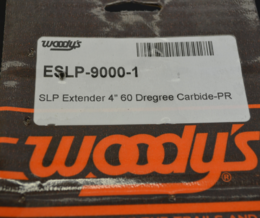 woody's
ESLP-9000-1
SLP Extender 4" 60 Dregree Carbide-PR
woody's®